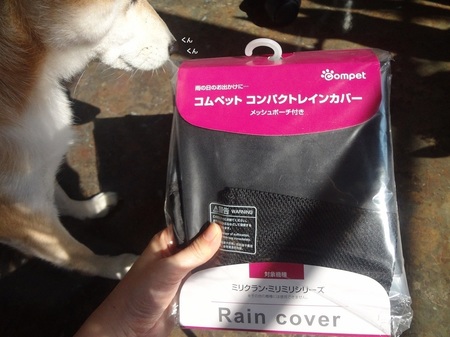 くん
くん
Compet
雨の日のお出かけに…
コムペット コンパクトレインカバー
メッシュポーチ付き
WARNING
対象機種
ミリクラン・ミリミリシリーズ
Rain cover